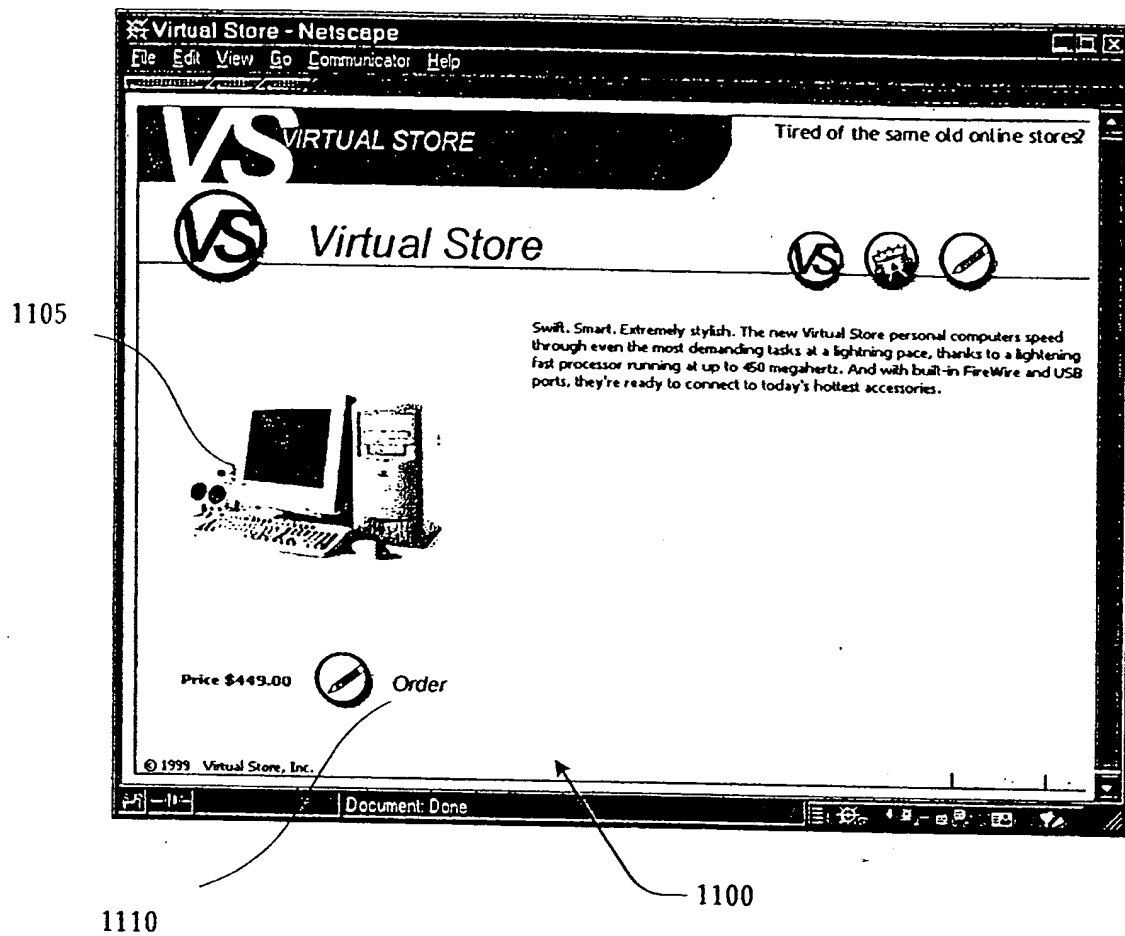 Virtual Store - Netscape
File Edit View Go Communicator Help
VS VIRTUAL STORE
Tired of the same old online stores?
VS Virtual Store VS
1105
Swift. Smart. Extremely stylish. The new Virtual Store personal computers speed
through even the most demanding tasks at a lightning pace, thanks to a lightening
fast processor running at up to 450 megahertz. And with built-in FireWire and USB
ports, they're ready to connect to today's hottest accessories.
Price $449.00 Order
© 1999 Virtual Store, Inc.
Document: Done
1100
1110